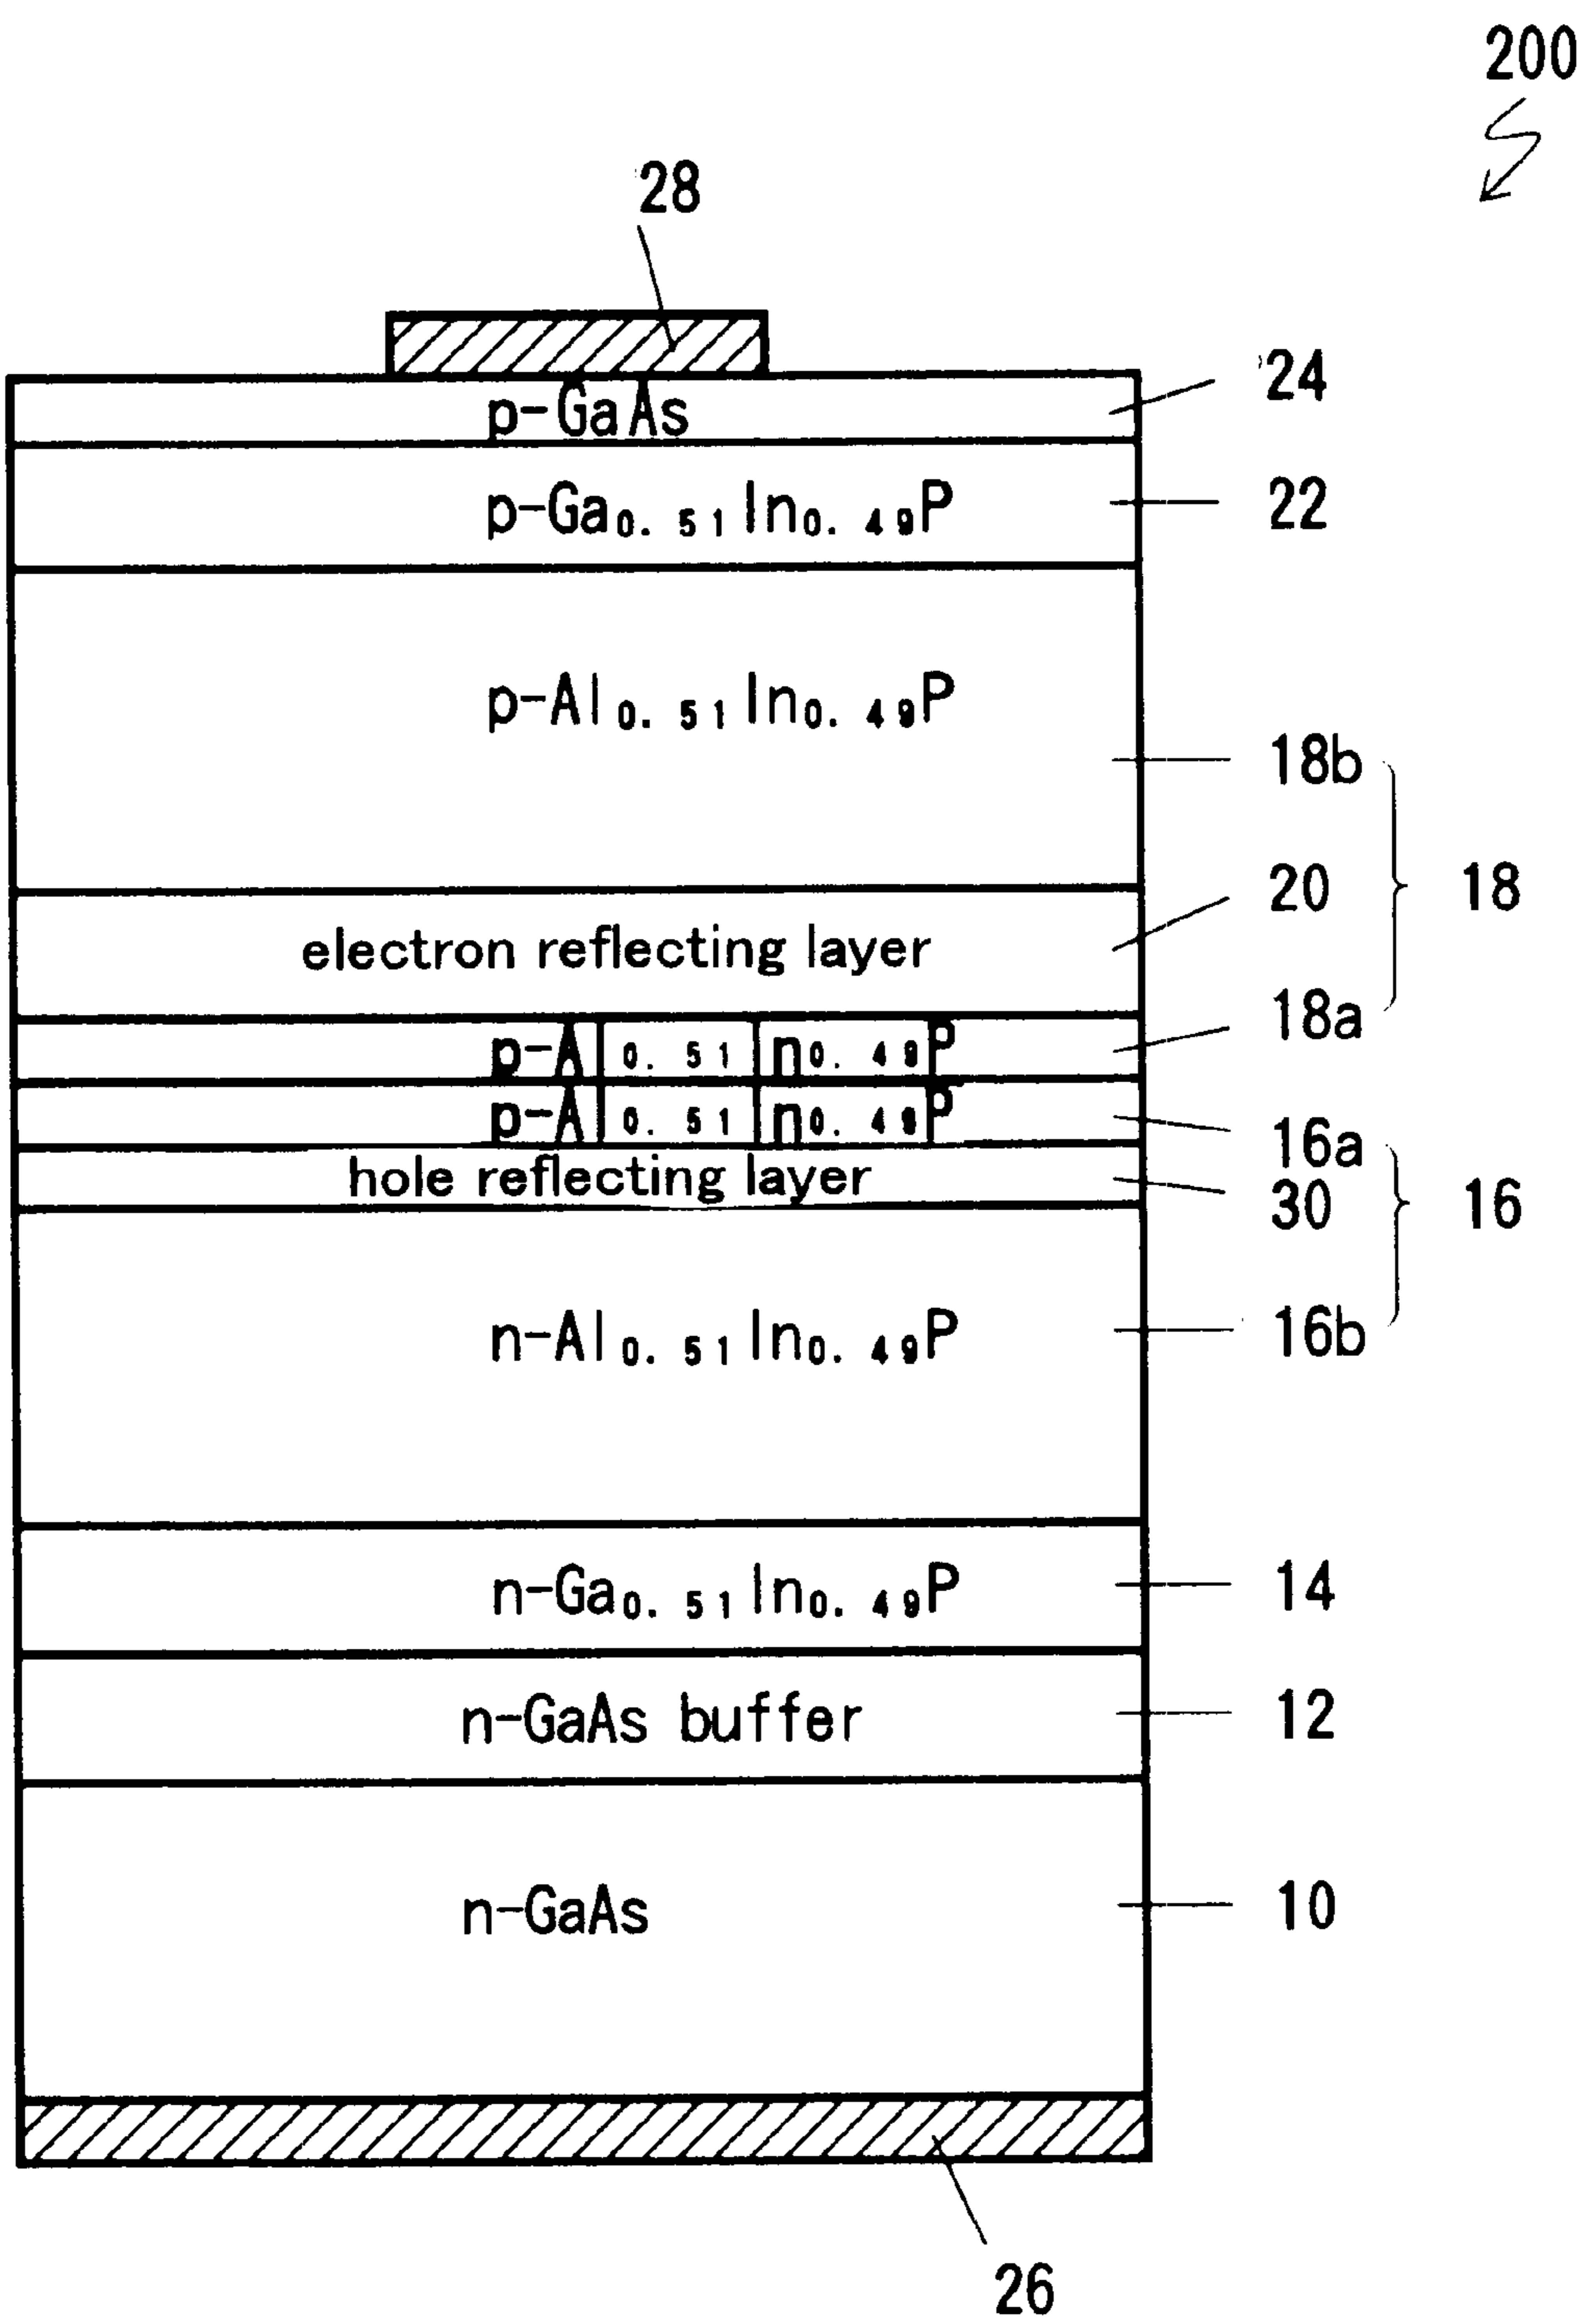 200
28
p-GaAs 24
p-Ga0.51In0.49P 22
p-Al0.51In0.49P
18b
20 18
electron reflecting layer
18a
p-Al0.51In0.49P
p-Al0.51In0.49P
16a
hole reflecting layer
30 16
n-Al0.51In0.49P 16b
n-Ga0.51In0.49P 14
n-GaAs buffer 12
n-GaAs 10
26